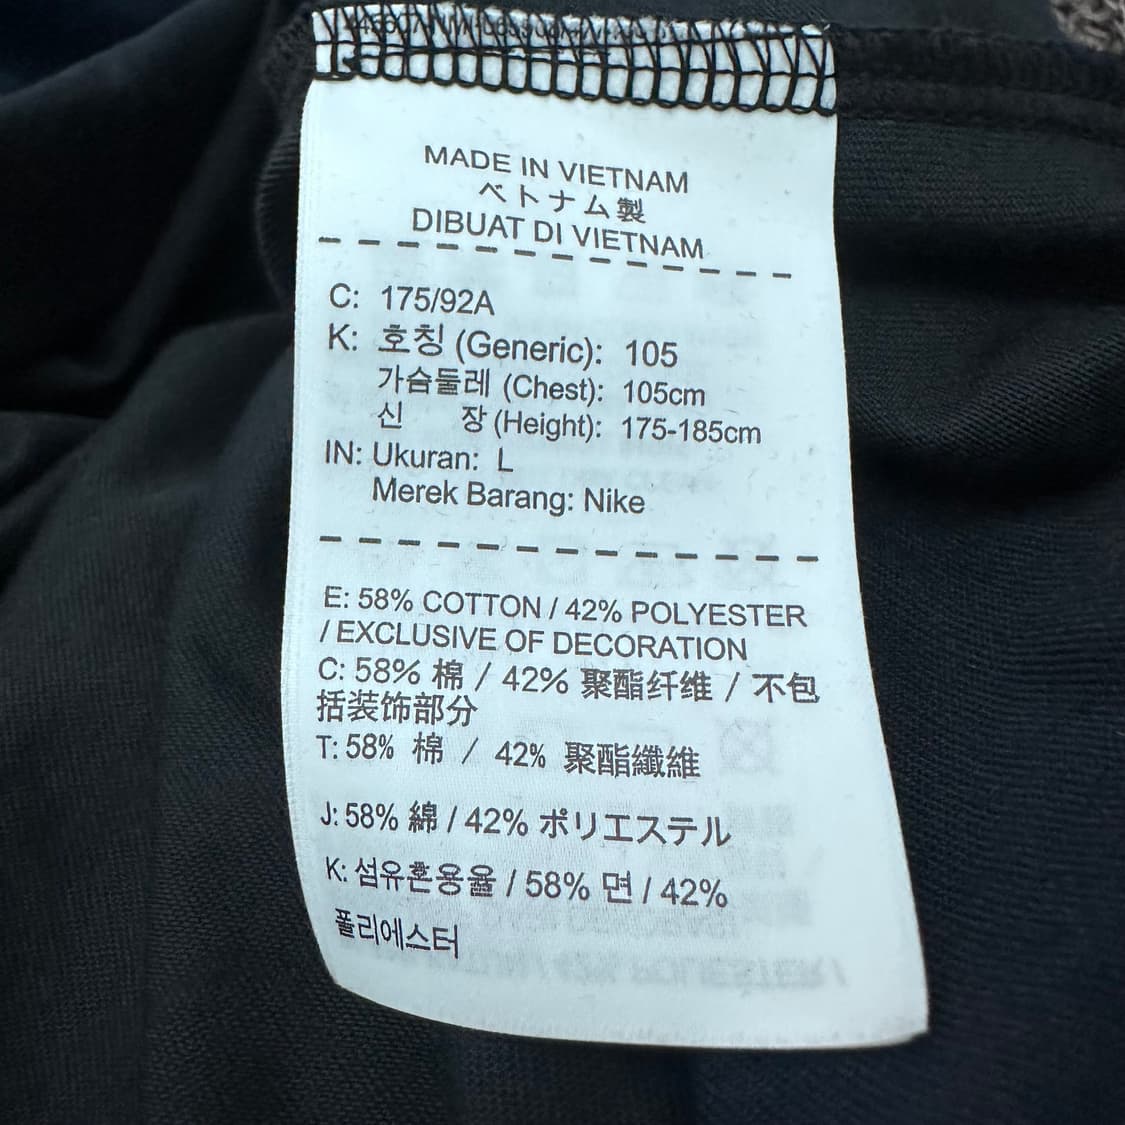 MADE IN VIETNAM
ベトナム製
DIBUAT DI VIETNAM
C: 175/92A
K: 호칭 (Generic): 105
가슴둘레 (Chest): 105cm
신 장 (Height): 175-185cm
IN: Ukuran: L
Merek Barang: Nike
E: 58% COTTON / 42% POLYESTER
/ EXCLUSIVE OF DECORATION
C: 58% 棉 / 42% 聚酯纤维 / 不包
括装饰部分
T: 58% 棉 / 42% 聚酯纖維
J: 58% 綿 / 42% ポリエステル
K: 섬유혼용율 / 58% 면 / 42%
폴리에스터